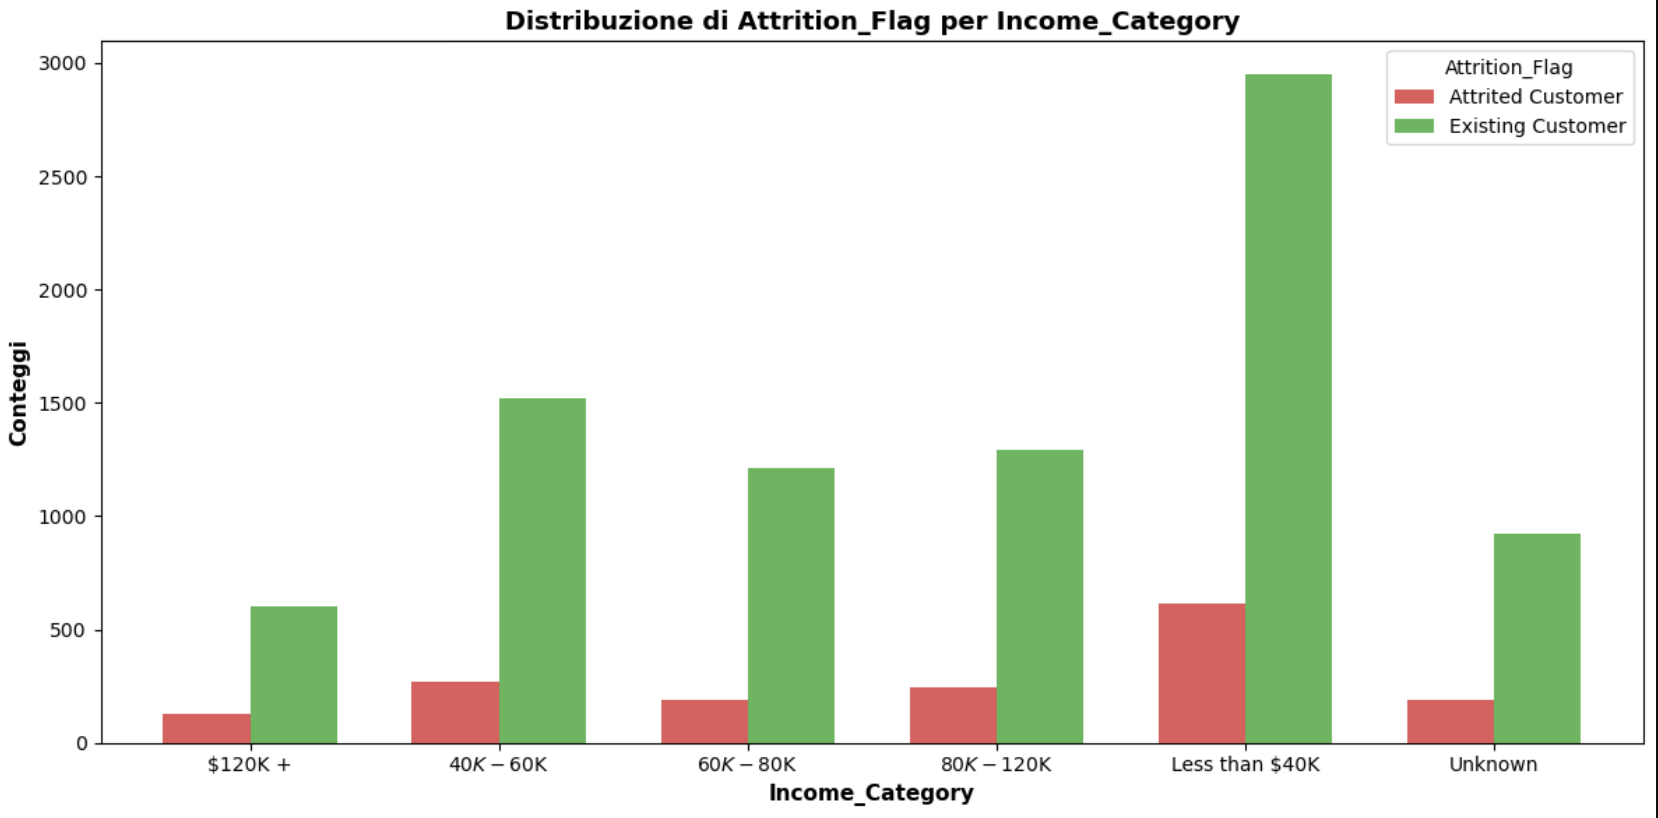 Distribuzione di Attrition_Flag per Income_Category
Attrition_Flag
Attrited Customer
Existing Customer
3000
2500
2000
1500
1000
500
0
Conteggi
$120K +
40K − 60K
60K − 80K
80K − 120K
Less than $40K
Unknown
Income_Category